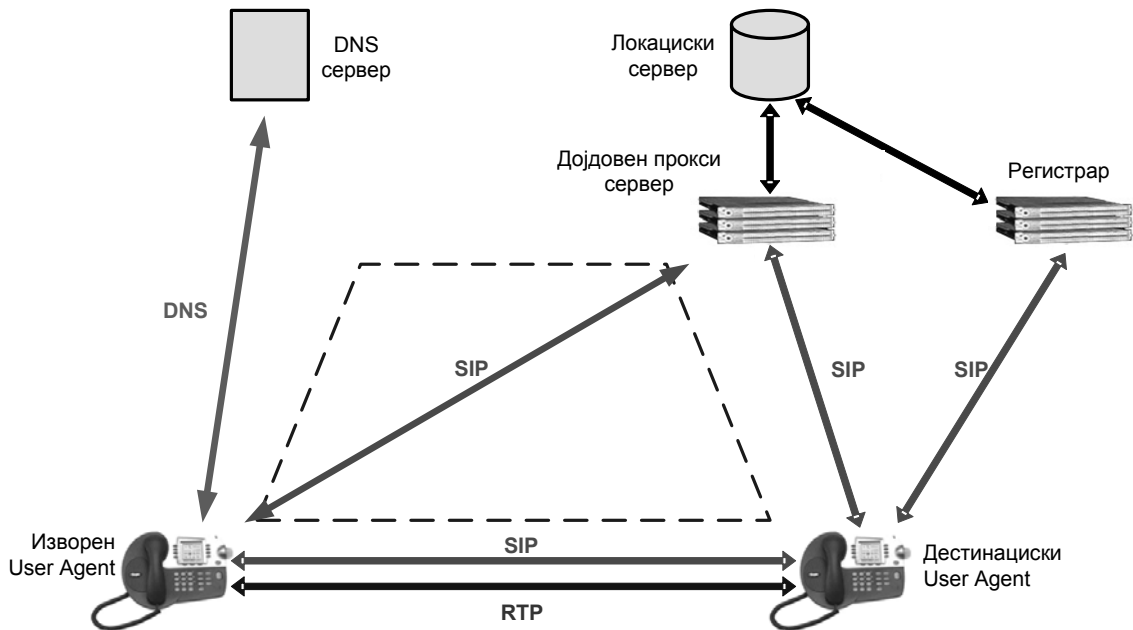 DNS
сервер
Локациски
сервер
Дојдовен прокси
сервер
Регистрар
DNS
SIP
SIP
SIP
Изворен
User Agent
SIP
Дестинациски
User Agent
RTP